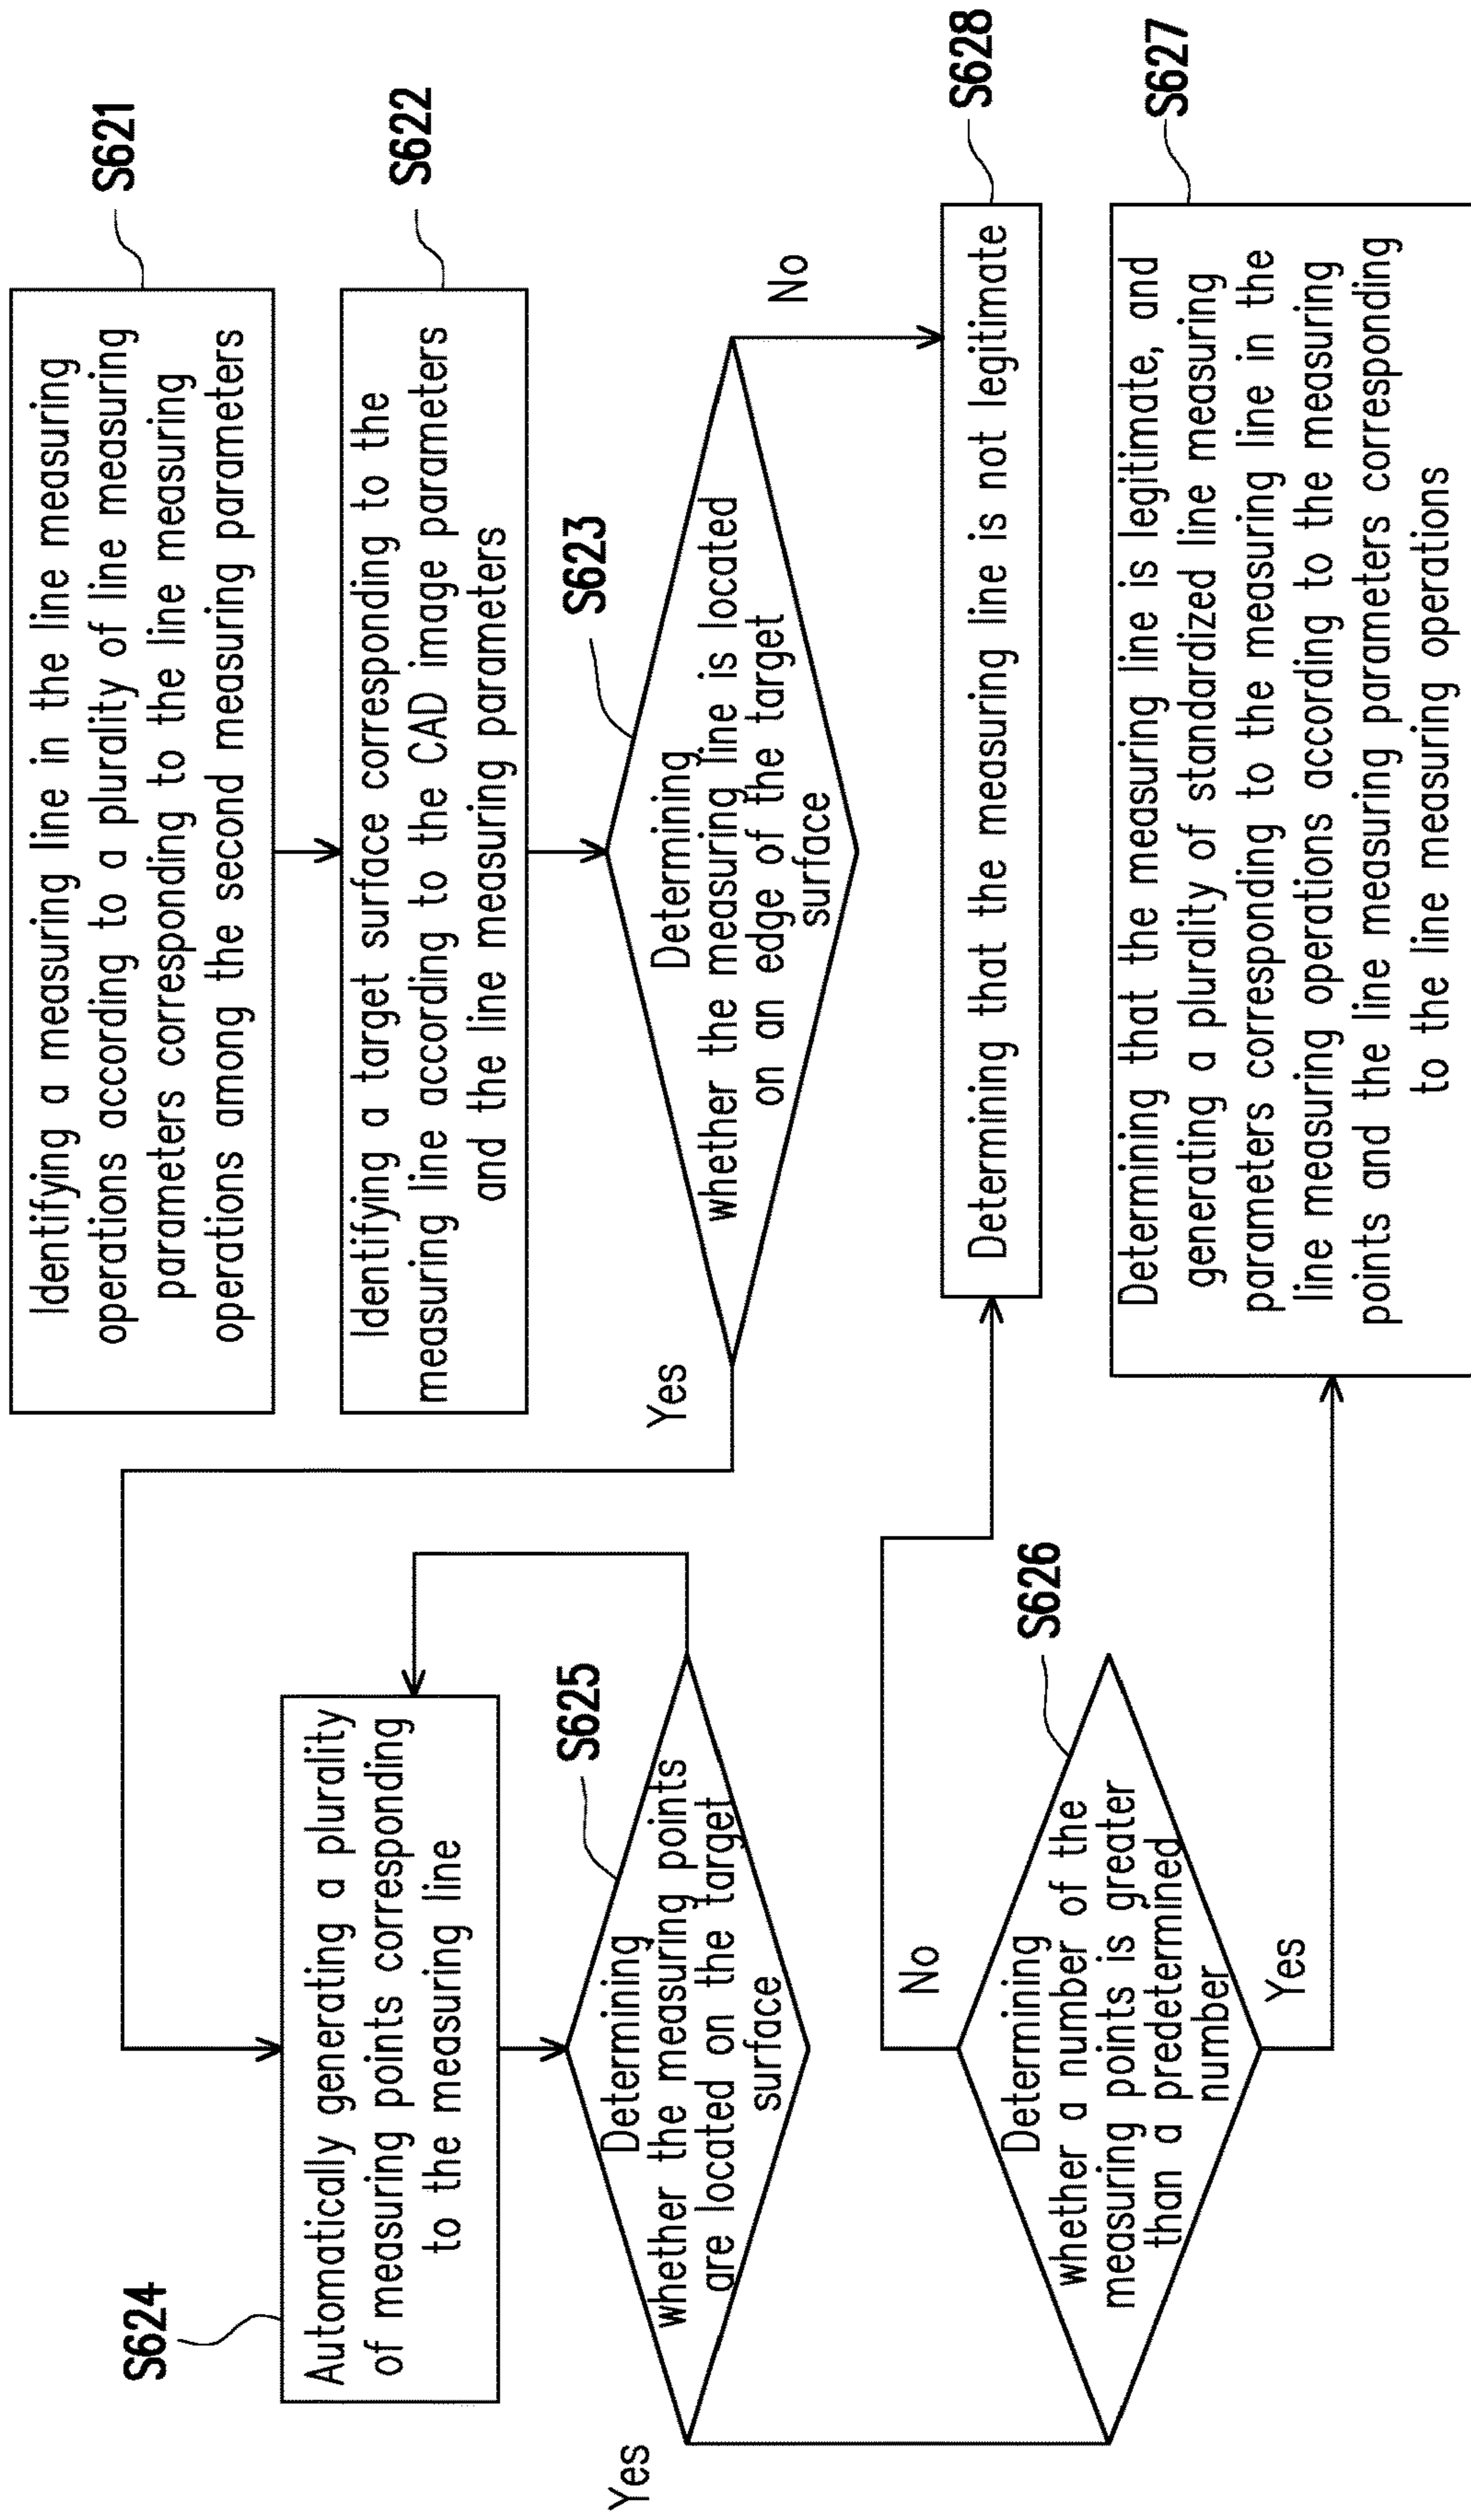 S621
Identifying a measuring line in the line measuring
operations according to a plurality of line measuring
parameters corresponding to the line measuring
operations among the second measuring parameters
S622
Identifying a target surface corresponding to the
measuring line according to the CAD image parameters
and the line measuring parameters
S623
Determining
whether the measuring line is located
on an edge of the target
surface
Yes
No
S624
Automatically generating a plurality
of measuring points corresponding
to the measuring line
S625
Determining
whether the measuring points
are located on the target
surface
Yes
S626
Determining
whether a number of the
measuring points is greater
than a predetermined
number
No
Yes
S628
Determining that the measuring line is not legitimate
S627
Determining that the measuring line is legitimate, and
generating a plurality of standardized line measuring
parameters corresponding to the measuring line in the
line measuring operations according to the measuring
points and the line measuring parameters corresponding
to the line measuring operations